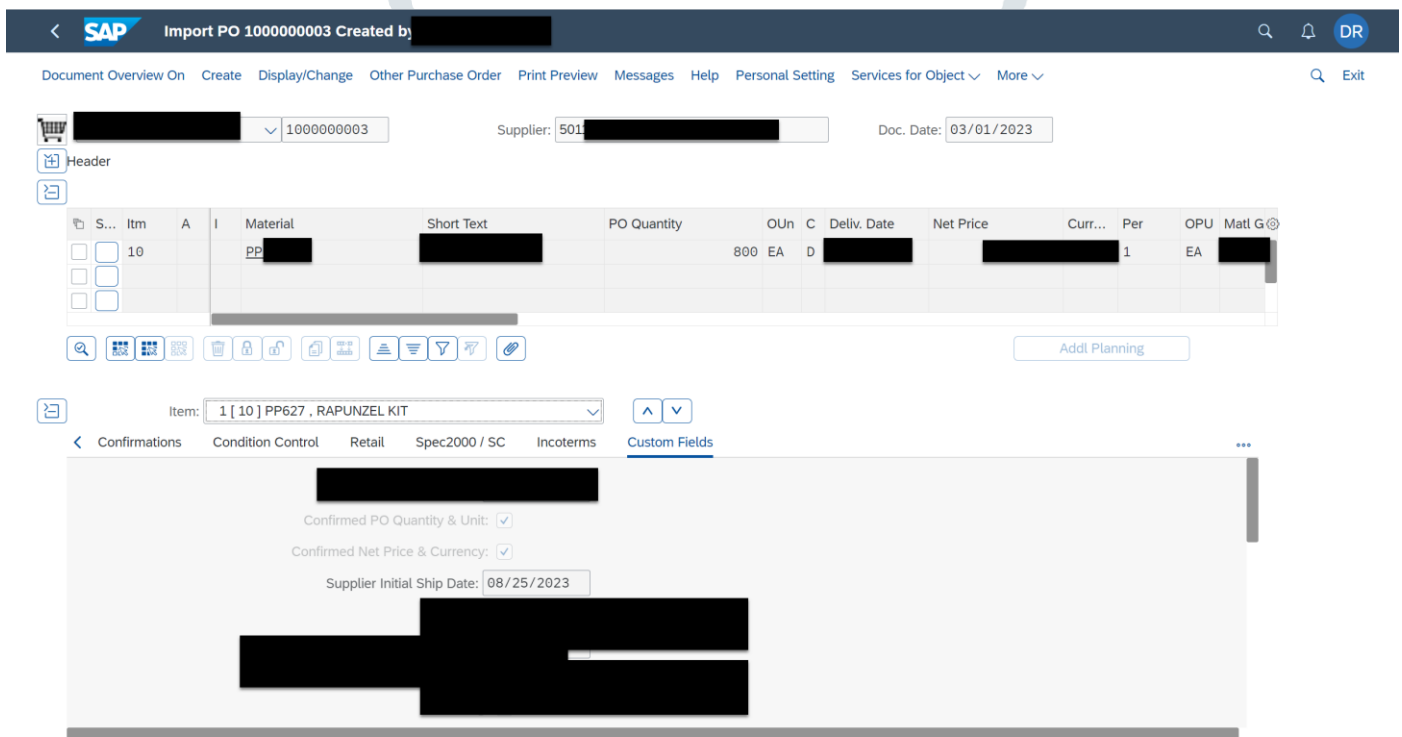 SAP Import PO 1000000003 Created by DR
Document Overview On Create Display/Change Other Purchase Order Print Preview Messages Help Personal Setting Services for Object More Exit
1000000003 Supplier: 501 Doc. Date: 03/01/2023
Header
S... Itm A I Material Short Text PO Quantity OUn C Deliv. Date Net Price Curr... Per OPU Matl G
10 PP 800 EA D 1 EA
Addl Planning
Item: 1 [ 10 ] PP627 , RAPUNZEL KIT
Confirmations Condition Control Retail Spec2000 / SC Incoterms Custom Fields
Confirmed PO Quantity & Unit:
Confirmed Net Price & Currency:
Supplier Initial Ship Date: 08/25/2023